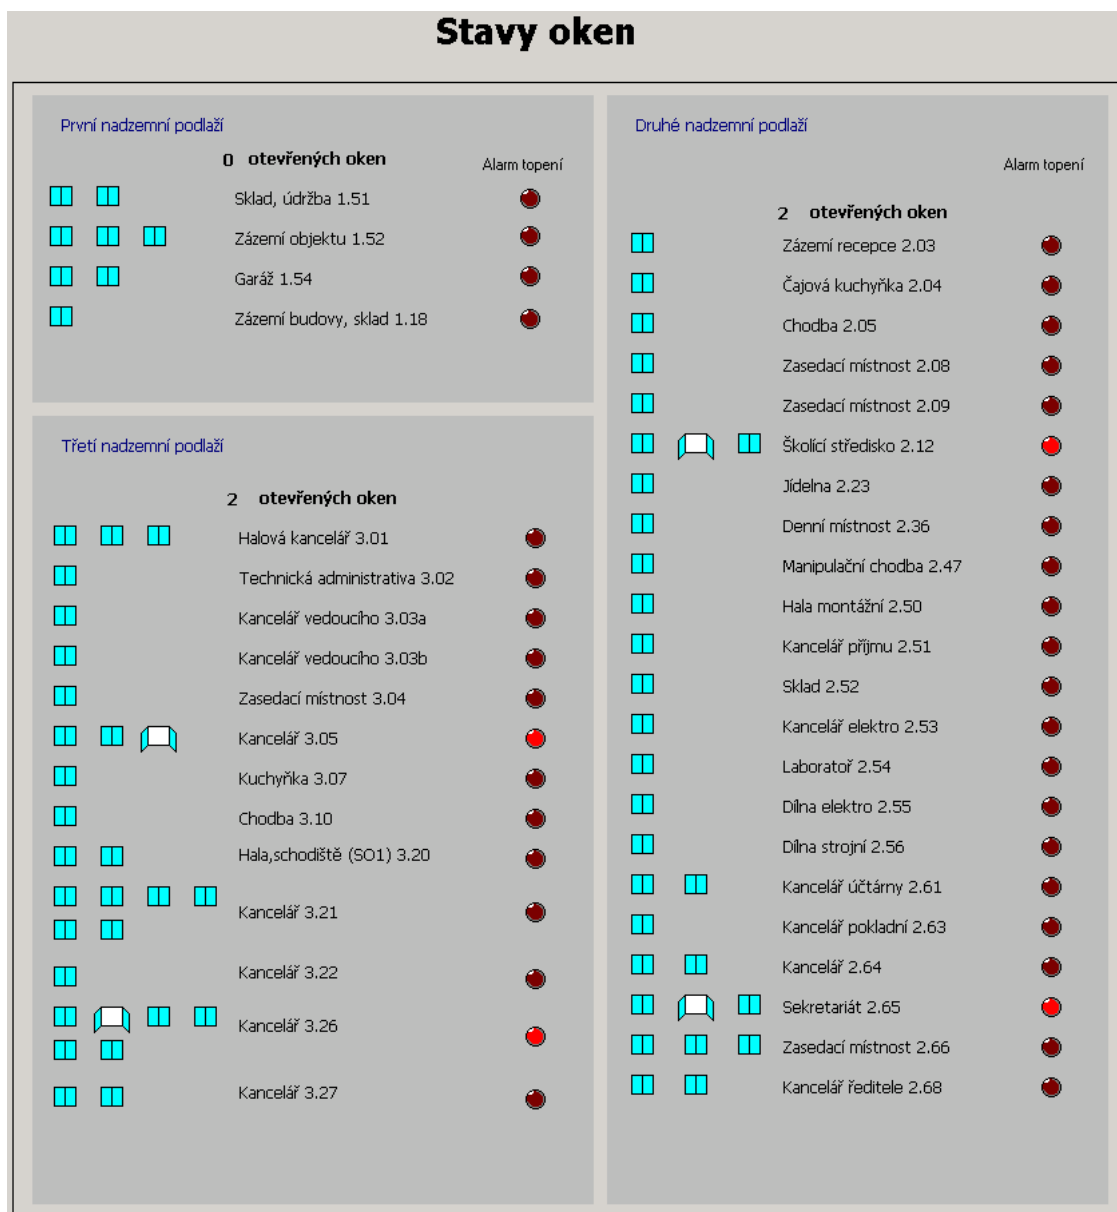 Stavy oken
První nadzemní podlaží
0 otevřených oken Alarm topení
Sklad, údržba 1.51
Zázemí objektu 1.52
Garáž 1.54
Zázemí budovy, sklad 1.18
Třetí nadzemní podlaží
2 otevřených oken
Halová kancelář 3.01
Technická administrativa 3.02
Kancelář vedoucího 3.03a
Kancelář vedoucího 3.03b
Zasedací místnost 3.04
Kancelář 3.05
Kuchyňka 3.07
Chodba 3.10
Hala,schodiště (SO1) 3.20
Kancelář 3.21
Kancelář 3.22
Kancelář 3.26
Kancelář 3.27
Druhé nadzemní podlaží
Alarm topení
2 otevřených oken
Zázemí recepce 2.03
Čajová kuchyňka 2.04
Chodba 2.05
Zasedací místnost 2.08
Zasedací místnost 2.09
Školící středisko 2.12
Jídelna 2.23
Denní místnost 2.36
Manipulační chodba 2.47
Hala montážní 2.50
Kancelář příjmu 2.51
Sklad 2.52
Kancelář elektro 2.53
Laboratoř 2.54
Dílna elektro 2.55
Dílna strojní 2.56
Kancelář účtárny 2.61
Kancelář pokladní 2.63
Kancelář 2.64
Sekretariát 2.65
Zasedací místnost 2.66
Kancelář ředitele 2.68